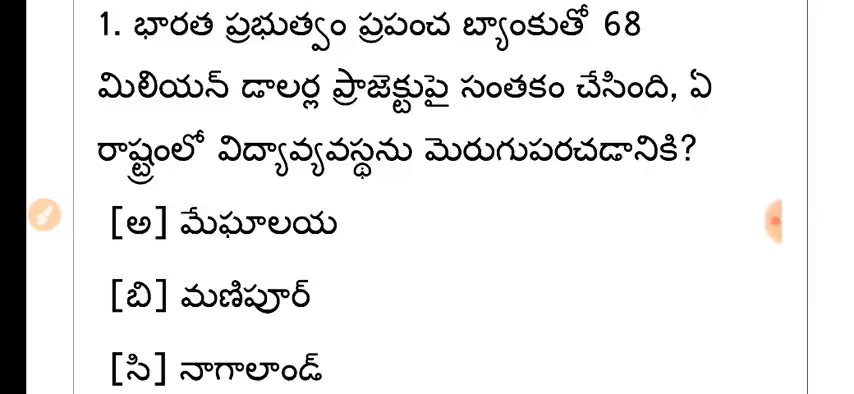 1. భారత ప్రభుత్వం ప్రపంచ బ్యాంకుతో 68
మిలియన్ డాలర్ల ప్రాజెక్టుపై సంతకం చేసింది, ఏ
రాష్ట్రంలో విద్యావ్యవస్థను మెరుగుపరచడానికి?
[అ] మేఘాలయ
[బి] మణిపూర్
[సి] నాగాలాండ్